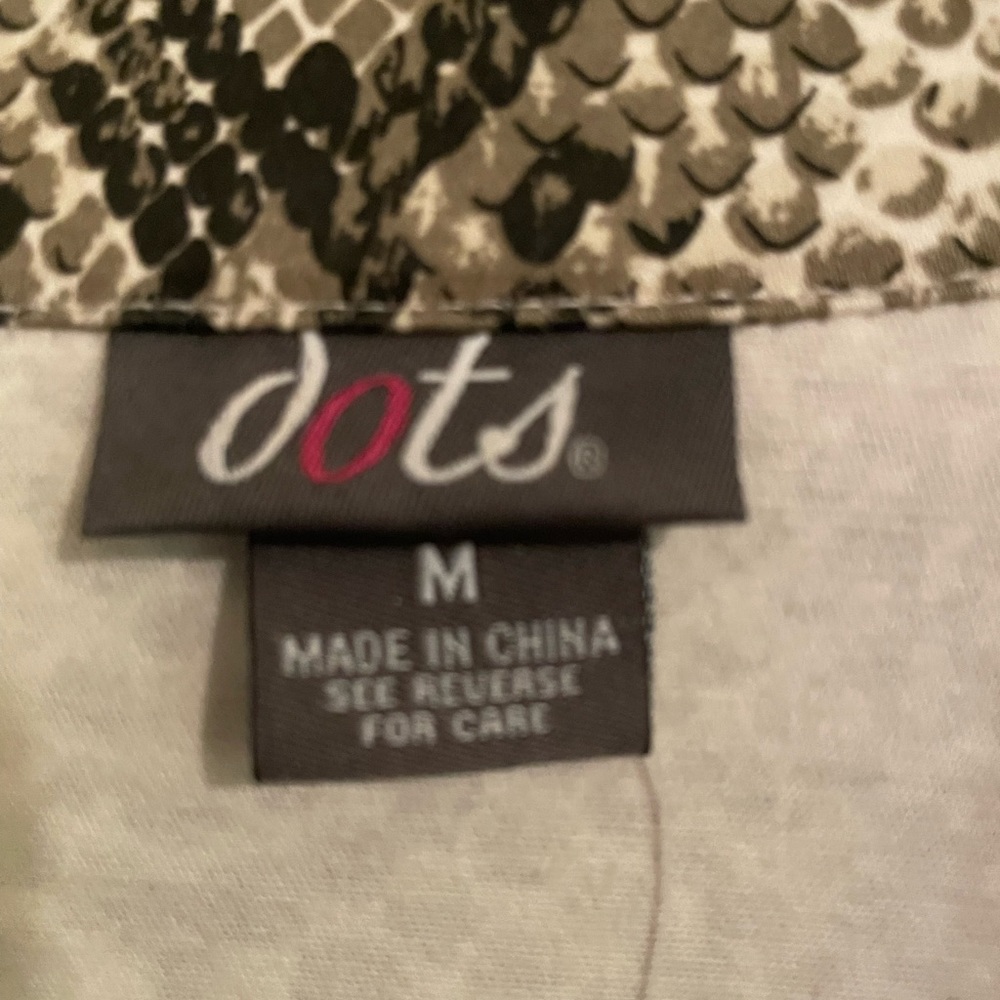 dots®
M
MADE IN CHINA
SEE REVERSE
FOR CARE